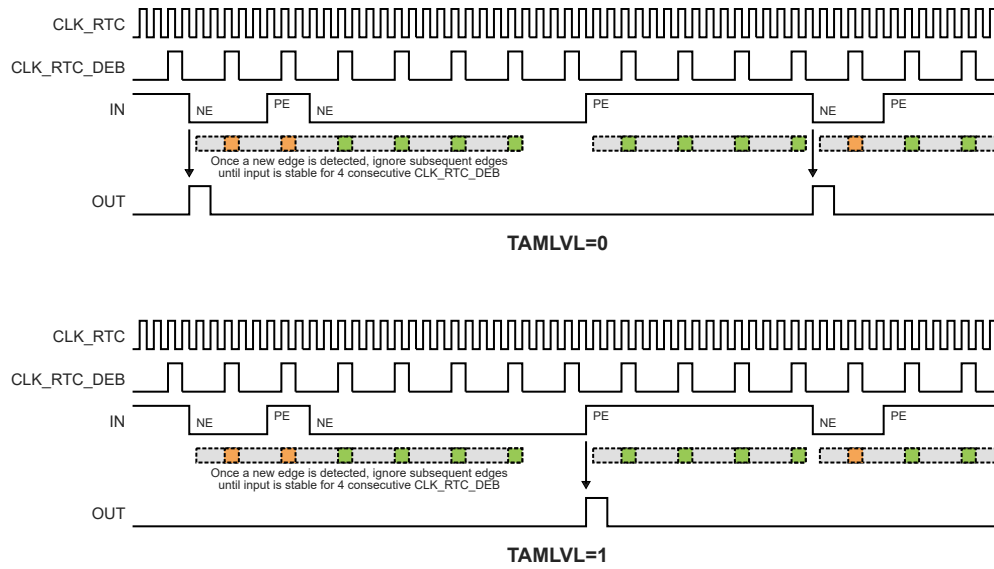 CLK_RTC
CLK_RTC_DEB
IN
NE
PE
NE
PE
NE
PE
Once a new edge is detected, ignore subsequent edges
until input is stable for 4 consecutive CLK_RTC_DEB
OUT
TAMLVL=0
CLK_RTC
CLK_RTC_DEB
IN
NE
PE
NE
PE
NE
PE
Once a new edge is detected, ignore subsequent edges
until input is stable for 4 consecutive CLK_RTC_DEB
OUT
TAMLVL=1